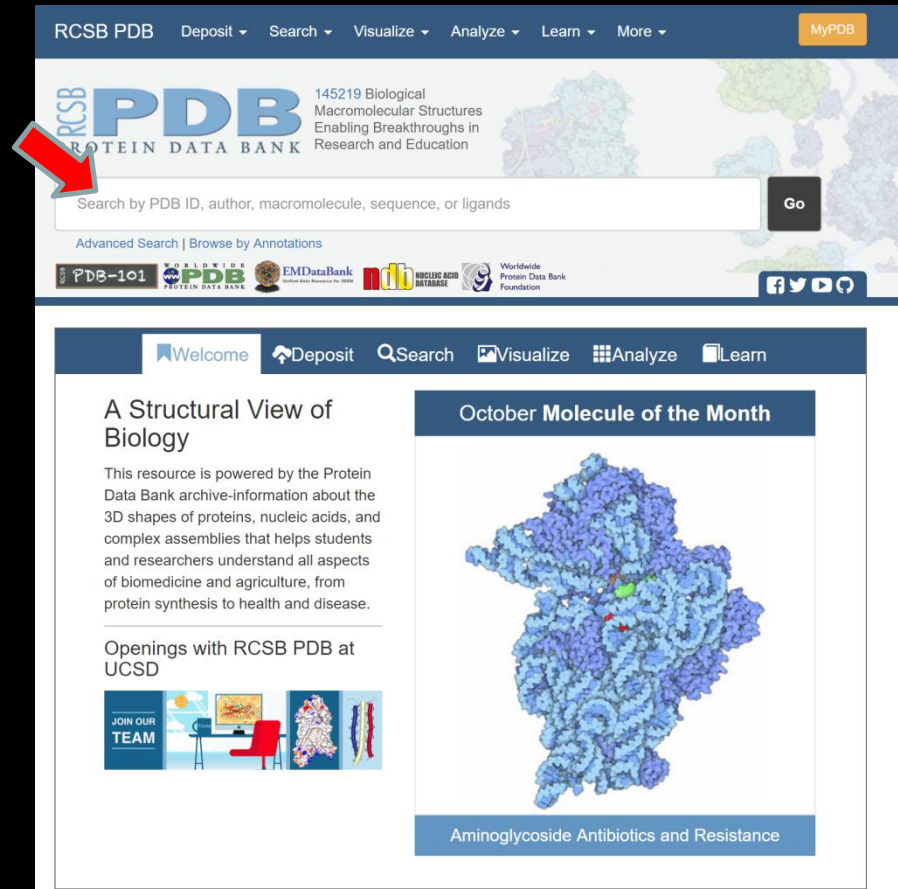 RCSB PDB Deposit Search Visualize Analyze Learn More MyPDB
RCSB
PDB
PROTEIN DATA BANK
145219 Biological
Macromolecular Structures
Enabling Breakthroughs in
Research and Education
Search by PDB ID, author, macromolecule, sequence, or ligands Go
Advanced Search | Browse by Annotations
PDB-101
WORLDWIDE
PDB
PROTEIN DATA BANK
EMDataBank
Unified Data Resource for 3DEM
ndb
NUCLEIC ACID
DATABASE
Worldwide
Protein Data Bank
Foundation
Welcome Deposit Search Visualize Analyze Learn
A Structural View of
Biology
This resource is powered by the Protein
Data Bank archive-information about the
3D shapes of proteins, nucleic acids, and
complex assemblies that helps students
and researchers understand all aspects
of biomedicine and agriculture, from
protein synthesis to health and disease.
Openings with RCSB PDB at
UCSD
JOIN OUR
TEAM
October Molecule of the Month
Aminoglycoside Antibiotics and Resistance